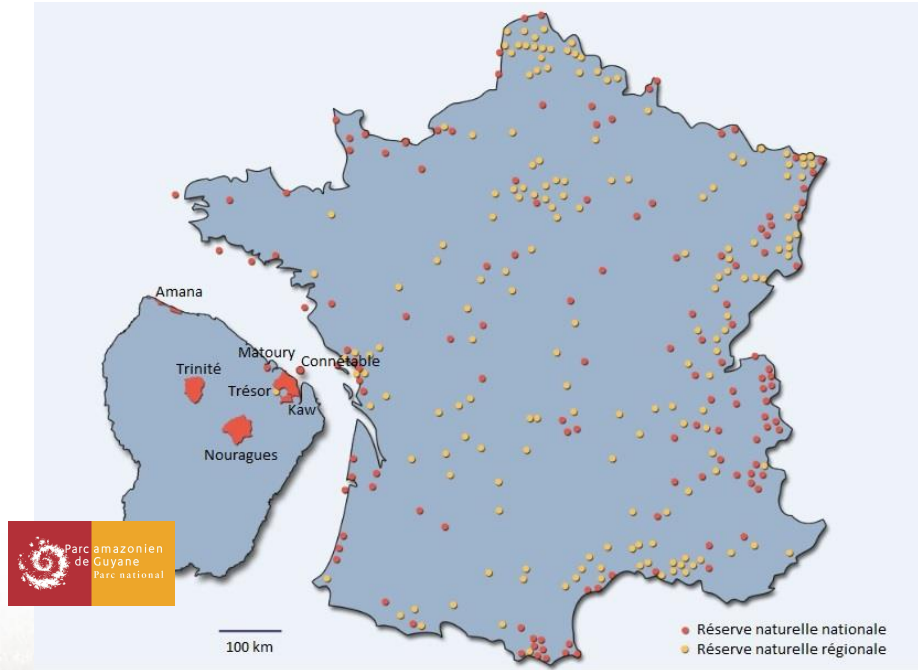 Amana
Matoury
Connétable
Trinité
Trésor
Kaw
Nouragues
Parc amazonien
de Guyane
Parc national
100 km
Réserve naturelle nationale
Réserve naturelle régionale